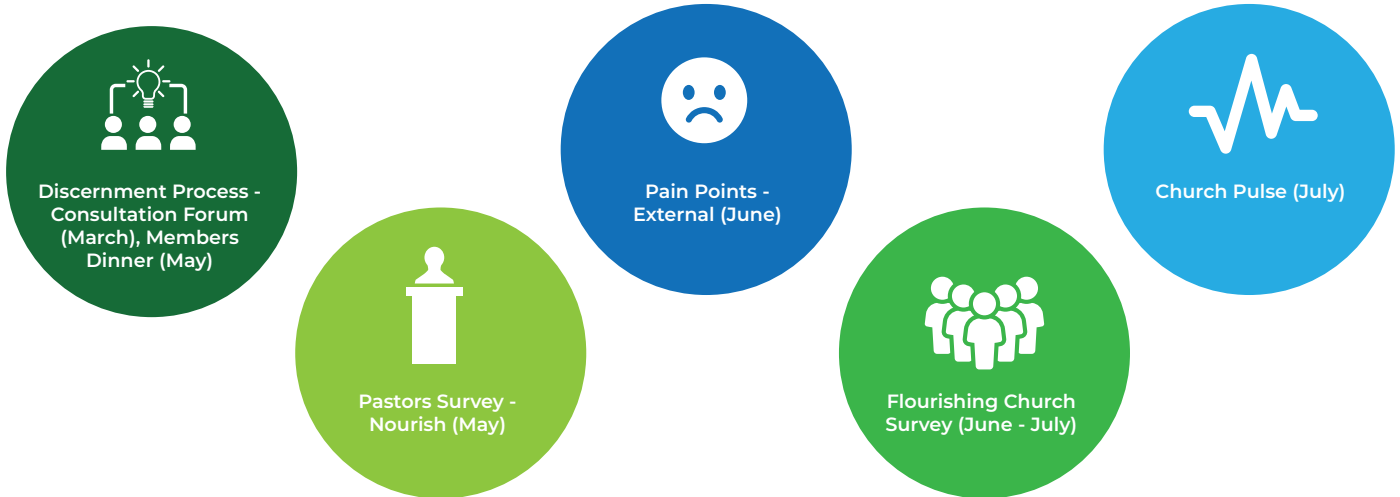 Discernment Process -
Consultation Forum
(March), Members
Dinner (May)
Pastors Survey -
Nourish (May)
Pain Points -
External (June)
Flourishing Church
Survey (June - July)
Church Pulse (July)